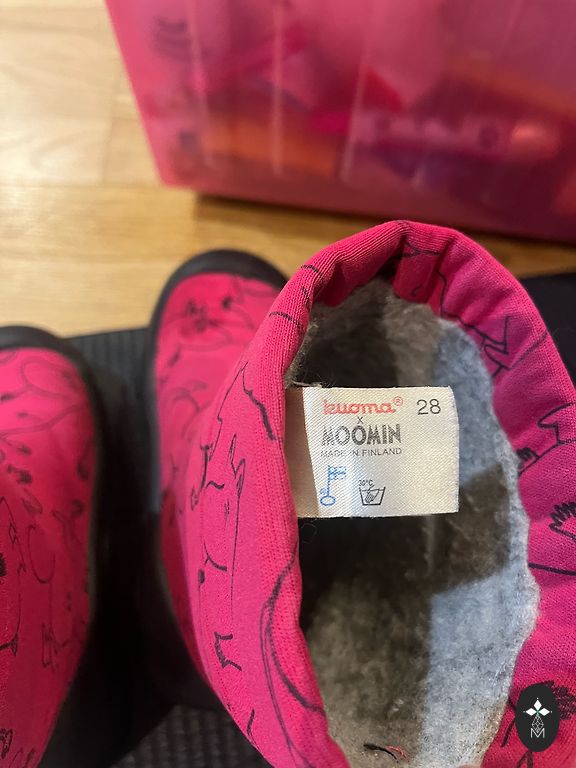 kuoma® 28
x
MOOMIN
MADE IN FINLAND
30°C
M